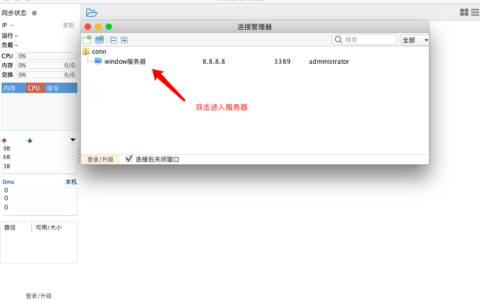 同步状态
连接管理器
IP -
复制
运行 -
负载 -
搜索
全部
conn
CPU 0%
window服务器 8.8.8.8 3389 administrator
内存 0% 0/0
交换 0% 0/0
内存 CPU 命令
双击进入服务器
9B
6B
3B
登录/升级
连接后关闭窗口
0ms 本机
0
0
0
路径 可用/大小
登录/升级